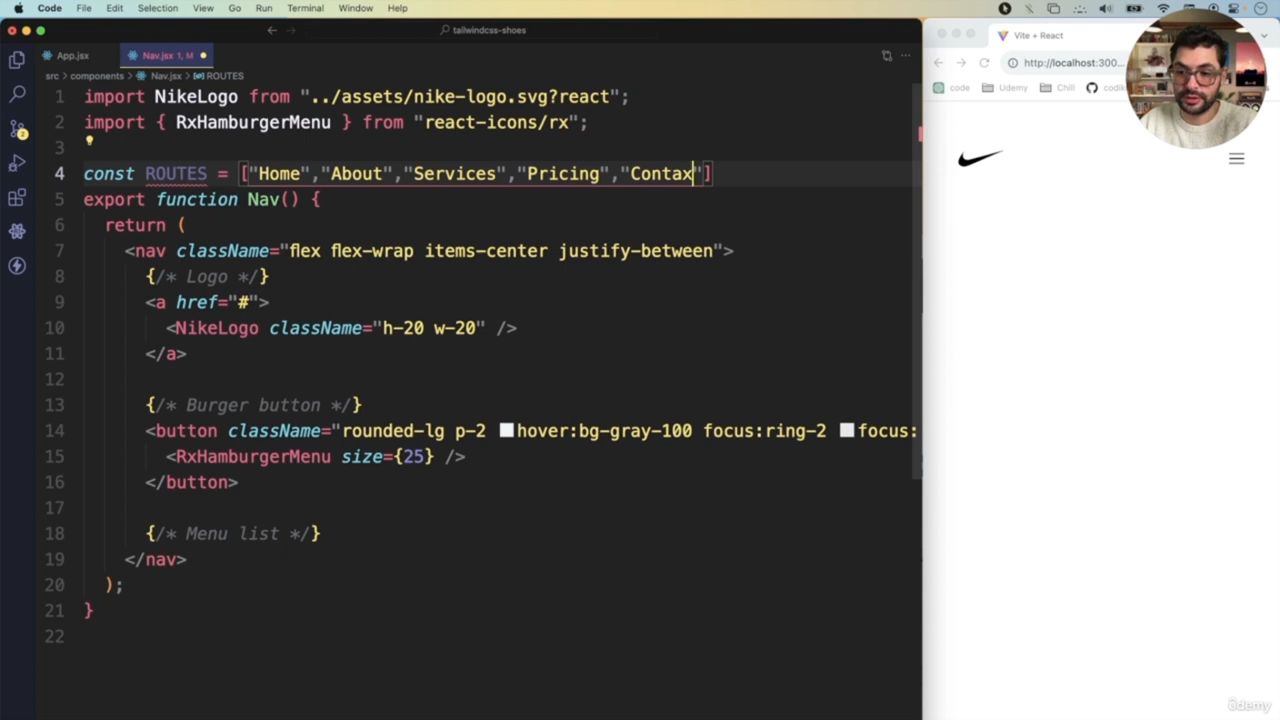 Code File Edit Selection View Go Run Terminal Window Help
tailwindcss-shoes
App.jsx
Nav.jsx 1, M
src › components › Nav.jsx › ROUTES
1 import NikeLogo from "../assets/nike-logo.svg?react";
2 import { RxHamburgerMenu } from "react-icons/rx";
3
4 const ROUTES = ["Home","About","Services","Pricing","Contax"]
5 export function Nav() {
6 return (
7 <nav className="flex flex-wrap items-center justify-between">
8 {/* Logo */}
9 <a href="#">
10 <NikeLogo className="h-20 w-20" />
11 </a>
12
13 {/* Burger button */}
14 <button className="rounded-lg p-2 hover:bg-gray-100 focus:ring-2 focus:
15 <RxHamburgerMenu size={25} />
16 </button>
17
18 {/* Menu list */}
19 </nav>
20 );
21 }
22
Vite + React
http://localhost:300...
code Udemy Chill
ûdemy